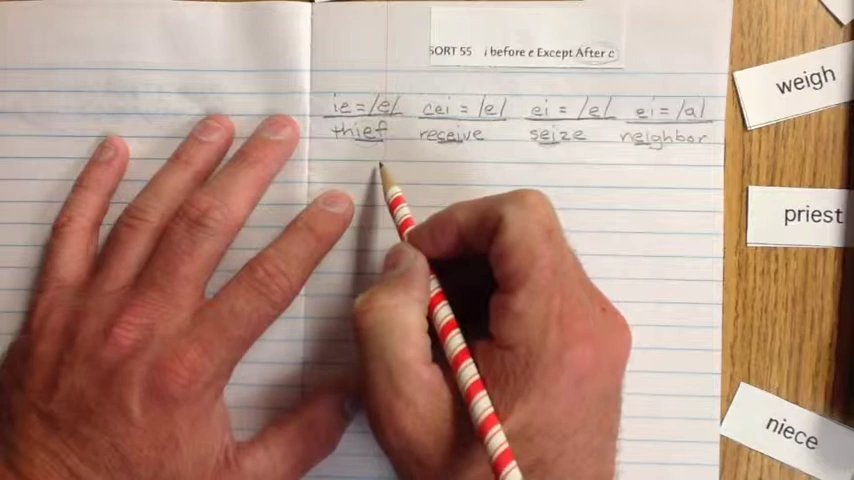 SORT 55 i before e Except After c
ie = /e/ cei = /e/ ei = /e/ ei = /a/
thief receive seize neighbor
weigh
priest
niece